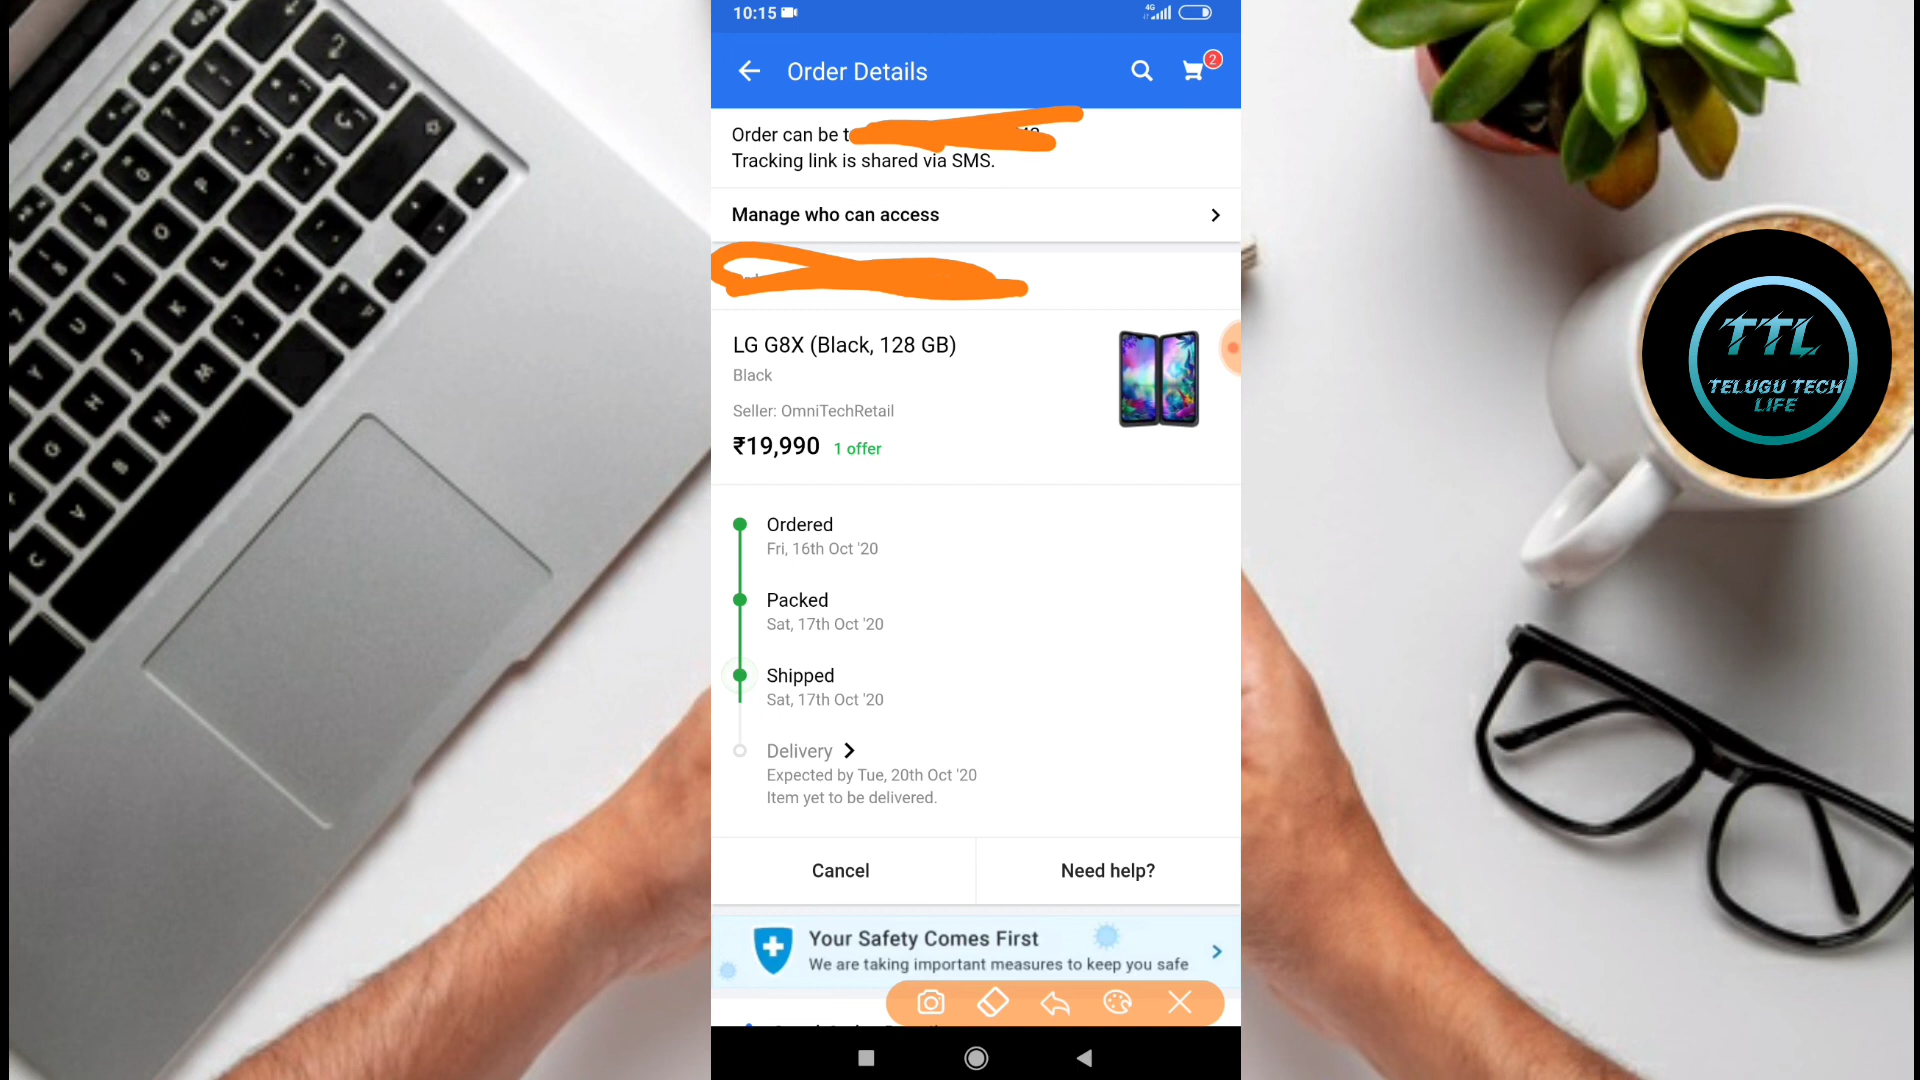 10:15
4G
Order Details
2
Order can be t
Tracking link is shared via SMS.
Manage who can access
LG G8X (Black, 128 GB)
Black
Seller: OmniTechRetail
₹19,990 1 offer
Ordered
Fri, 16th Oct '20
Packed
Sat, 17th Oct '20
Shipped
Sat, 17th Oct '20
Delivery
Expected by Tue, 20th Oct '20
Item yet to be delivered.
Cancel
Need help?
Your Safety Comes First
We are taking important measures to keep you safe
TTL
TELUGU TECH
LIFE